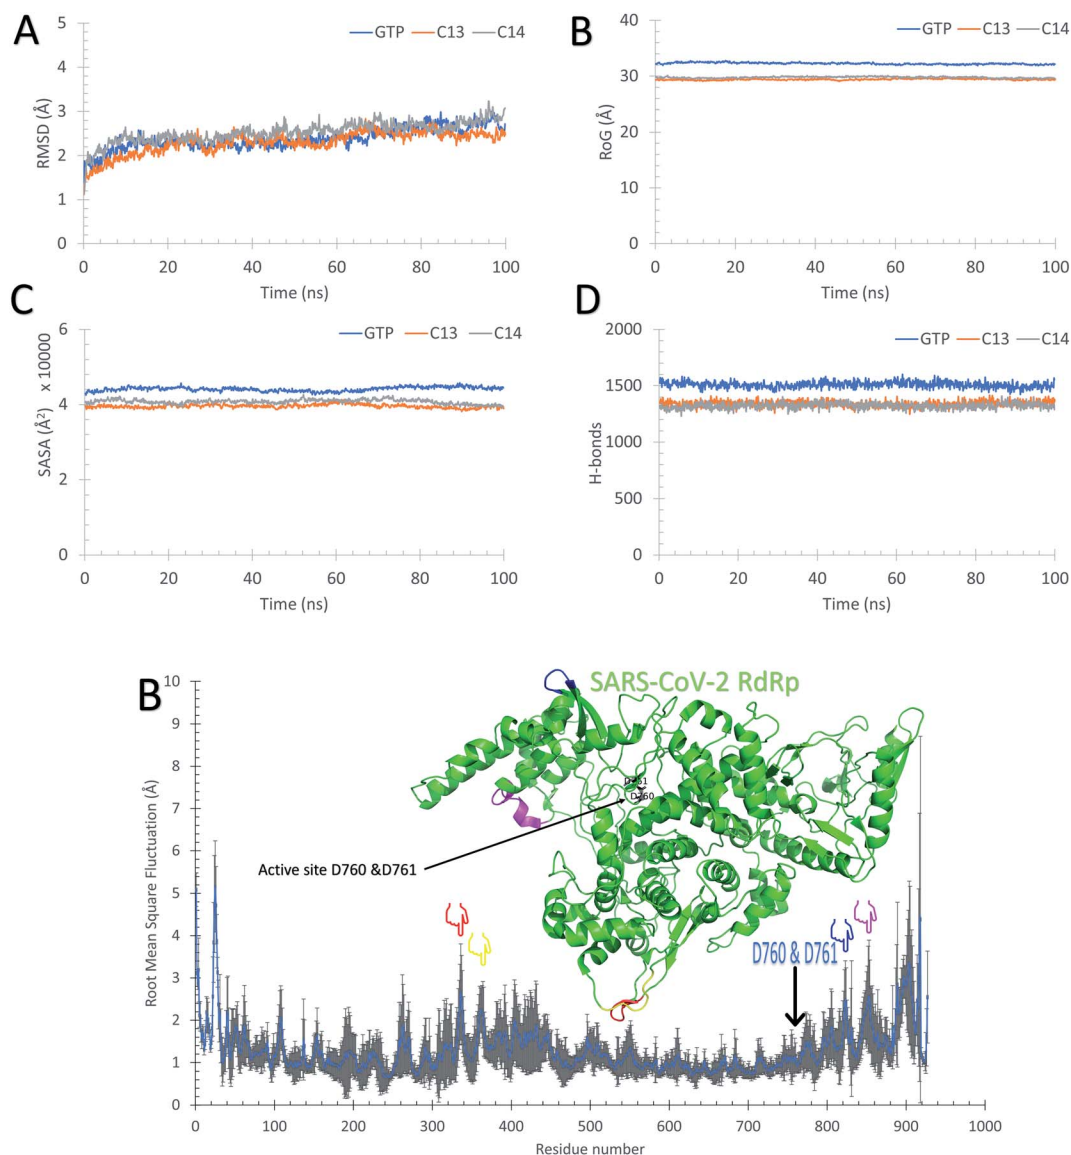 A
GTP C13 C14
5
4
3
2
1
0
RMSD (Å)
0 20 40 60 80 100
Time (ns)
B
GTP C13 C14
40
30
20
10
0
RoG (Å)
0 20 40 60 80 100
Time (ns)
C
GTP C13 C14
6
4
2
0
SASA (Å²)
x 10000
0 20 40 60 80 100
Time (ns)
D
GTP C13 C14
2000
1500
1000
500
0
H-bonds
0 20 40 60 80 100
Time (ns)
B
SARS-CoV-2 RdRp
10
9
8
7
6
5
4
3
2
1
0
Root Mean Square Fluctuation (Å)
D761
D760
Active site D760 &D761
D760 & D761
0 100 200 300 400 500 600 700 800 900 1000
Residue number